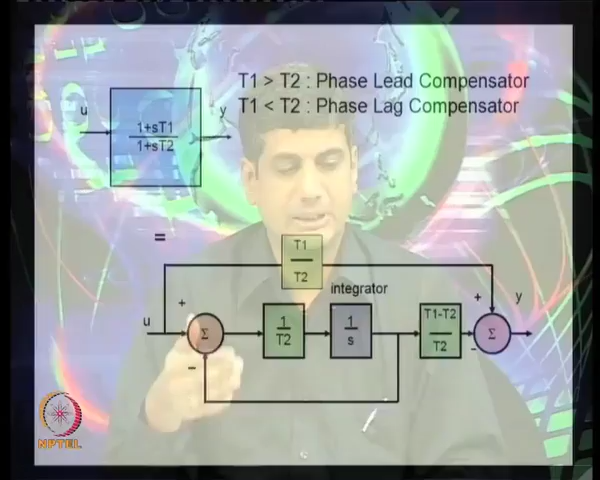 T1 > T2 : Phase Lead Compensator
T1 < T2 : Phase Lag Compensator
u
y
1+sT1
1+sT2
=
T1
T2
integrator
+
+
y
u
Σ
1
T2
1
s
T1-T2
T2
Σ
−
-
NPTEL